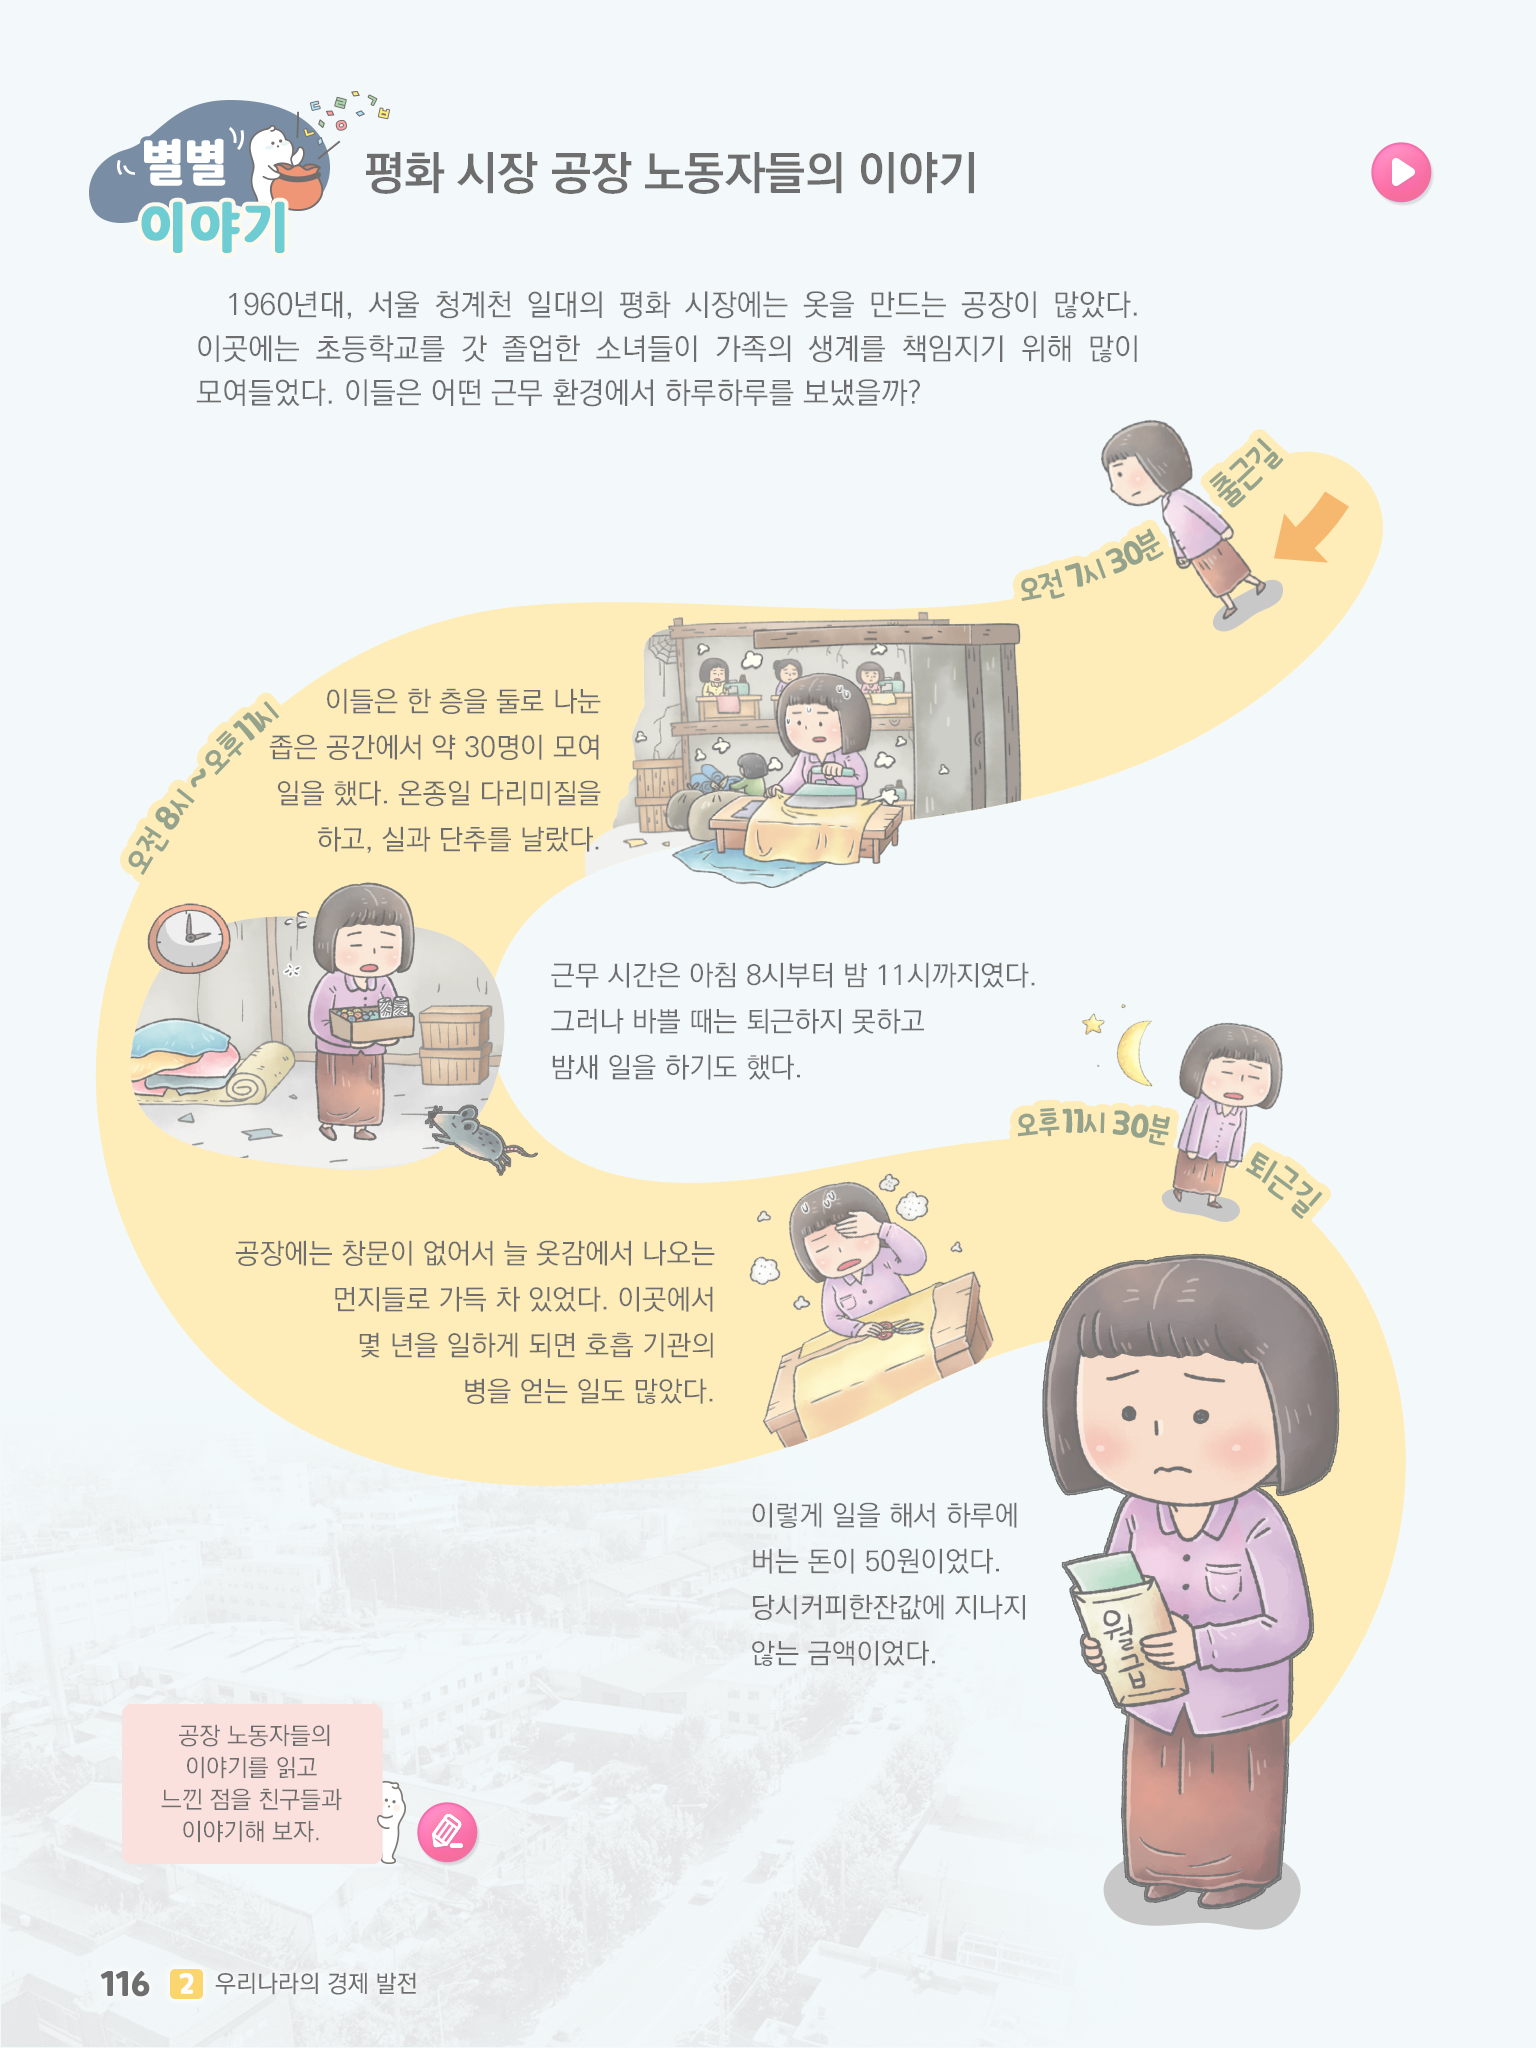 별별
이야기
ㄷ ㄹ ㄱ ㅂ
ㄴ ㅇ
평화 시장 공장 노동자들의 이야기
1960년대, 서울 청계천 일대의 평화 시장에는 옷을 만드는 공장이 많았다.
이곳에는 초등학교를 갓 졸업한 소녀들이 가족의 생계를 책임지기 위해 많이
모여들었다. 이들은 어떤 근무 환경에서 하루하루를 보냈을까?
오전 7시 30분
출근길
오전 8시 ~ 오후 11시
이들은 한 층을 둘로 나눈
좁은 공간에서 약 30명이 모여
일을 했다. 온종일 다리미질을
하고, 실과 단추를 날랐다.
근무 시간은 아침 8시부터 밤 11시까지였다.
그러나 바쁠 때는 퇴근하지 못하고
밤새 일을 하기도 했다.
오후 11시 30분
퇴근길
공장에는 창문이 없어서 늘 옷감에서 나오는
먼지들로 가득 차 있었다. 이곳에서
몇 년을 일하게 되면 호흡 기관의
병을 얻는 일도 많았다.
이렇게 일을 해서 하루에
버는 돈이 50원이었다.
당시커피한잔값에 지나지
않는 금액이었다.
월급
공장 노동자들의
이야기를 읽고
느낀 점을 친구들과
이야기해 보자.
116 2 우리나라의 경제 발전